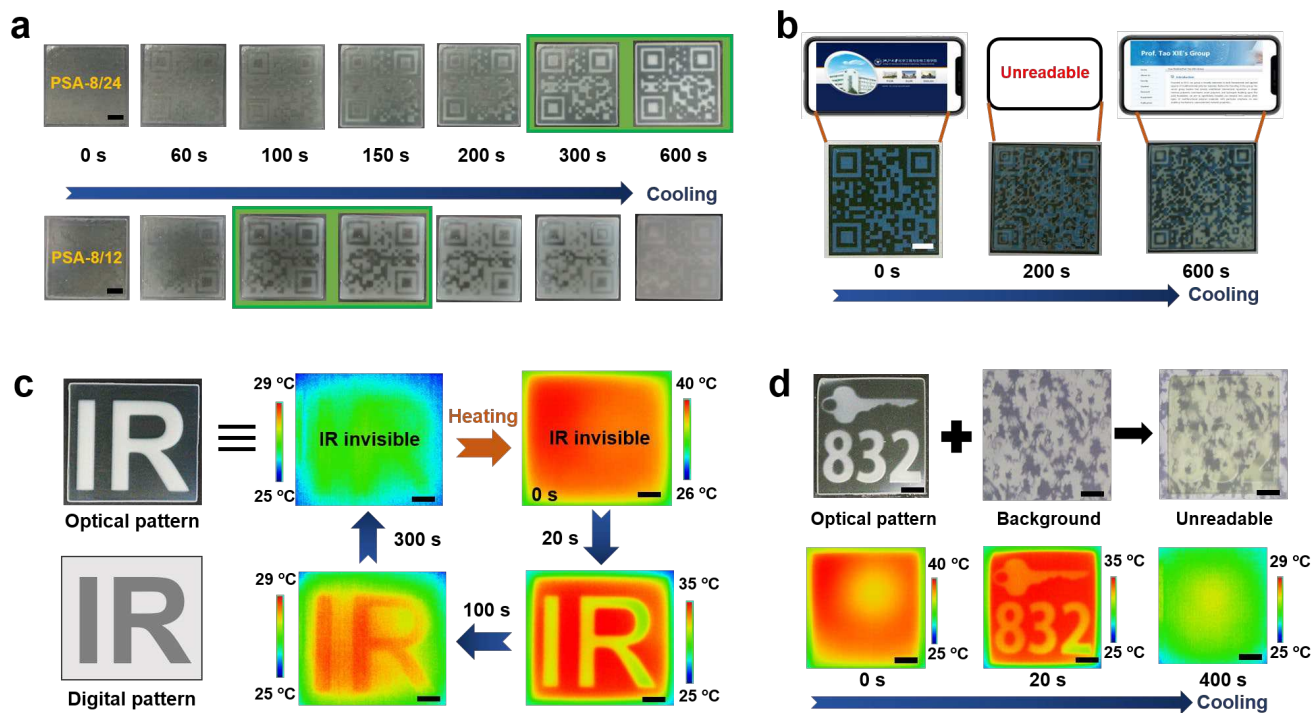 a
PSA-8/24
0 s
60 s
100 s
150 s
200 s
300 s
600 s
Cooling
PSA-8/12
b
Unreadable
Prof. Tao XIE's Group
0 s
200 s
600 s
Cooling
c
IR
Optical pattern
29 ºC
25 ºC
IR invisible
Heating
40 ºC
26 ºC
IR invisible
0 s
300 s
20 s
IR
Digital pattern
29 ºC
25 ºC
IR
100 s
IR
35 ºC
25 ºC
d
832
Optical pattern
Background
Unreadable
40 ºC
25 ºC
832
35 ºC
25 ºC
29 ºC
25 ºC
0 s
20 s
400 s
Cooling